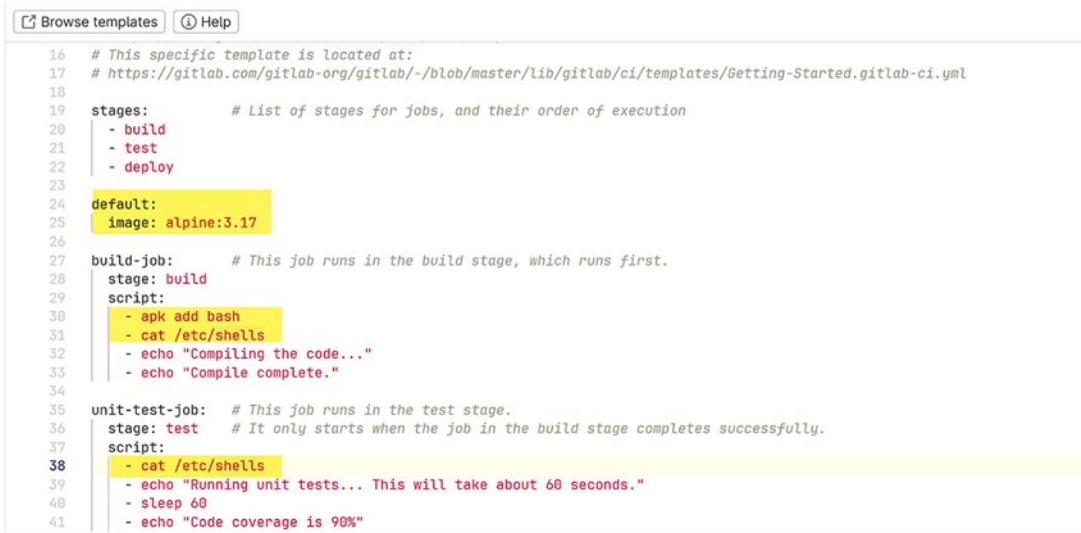 Browse templates Help
16 # This specific template is located at:
17 # https://gitlab.com/gitlab-org/gitlab/-/blob/master/lib/gitlab/ci/templates/Getting-Started.gitlab-ci.yml
18
19 stages: # List of stages for jobs, and their order of execution
20 - build
21 - test
22 - deploy
23
24 default:
25 image: alpine:3.17
26
27 build-job: # This job runs in the build stage, which runs first.
28 stage: build
29 script:
30 - apk add bash
31 - cat /etc/shells
32 - echo "Compiling the code..."
33 - echo "Compile complete."
34
35 unit-test-job: # This job runs in the test stage.
36 stage: test # It only starts when the job in the build stage completes successfully.
37 script:
38 - cat /etc/shells
39 - echo "Running unit tests... This will take about 60 seconds."
40 - sleep 60
41 - echo "Code coverage is 90%"